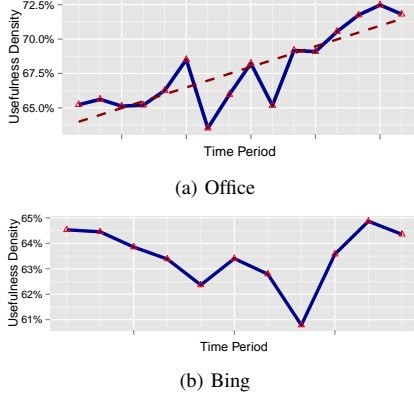 72.5%
70.0%
67.5%
65.0%
Usefulness Density
Time Period
(a) Office
65%
64%
63%
62%
61%
Usefulness Density
Time Period
(b) Bing